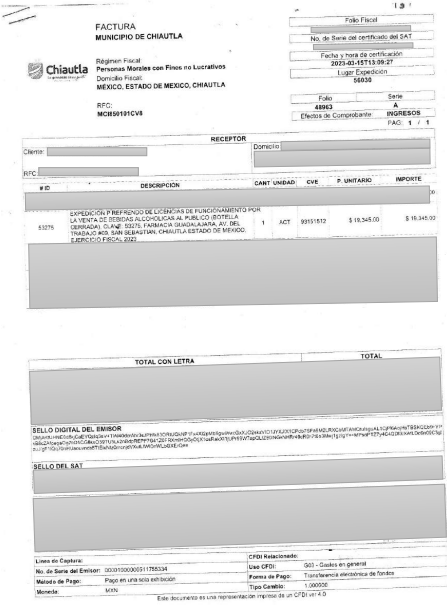 FACTURA
MUNICIPIO DE CHIAUTLA
Chiautla
Régimen Fiscal:
Personas Morales con Fines no Lucrativos
Domicilio Fiscal:
MÉXICO, ESTADO DE MEXICO, CHIAUTLA
RFC:
MCI850101CV8
Folio Fiscal
No. de Serie del certificado del SAT
Fecha y hora de certificación
2023-03-15T13:09:27
Lugar Expedición
56030
Folio Serie
48963 A
Efectos de Comprobante INGRESOS
PAG: 1 / 1
RECEPTOR
Cliente:
Domicilio
RFC:
# ID DESCRIPCIÓN CANT UNIDAD CVE P. UNITARIO IMPORTE
EXPEDICIÓN P REFRENDO DE LICENCIAS DE FUNCIONAMIENTO POR
LA VENTA DE BEBIDAS ALCOHÓLICAS AL PUBLICO (BOTELLA
53275 CERRADA), CLAVE: 53275, FARMACIA GUADALAJARA, AV. DEL 1 ACT 93151512 $ 19,345.00 $ 19,345.00
TRABAJO #03, SAN SEBASTIAN, CHIAUTLA ESTADO DE MEXICO,
EJERCICIO FISCAL 2023
TOTAL CON LETRA TOTAL
SELLO DIGITAL DEL EMISOR
SELLO DEL SAT
Linea de Captura: CFDI Relacionado:
No. de Serie del Emisor: Uso CFDI: G03 - Gastos en general
Método de Pago: Pago en una sola exhibición Forma de Pago: Transferencia electrónica de fondos
Moneda: MXN Tipo Cambio: 1.000000
Este documento es una representación impresa de un CFDI ver 4.0